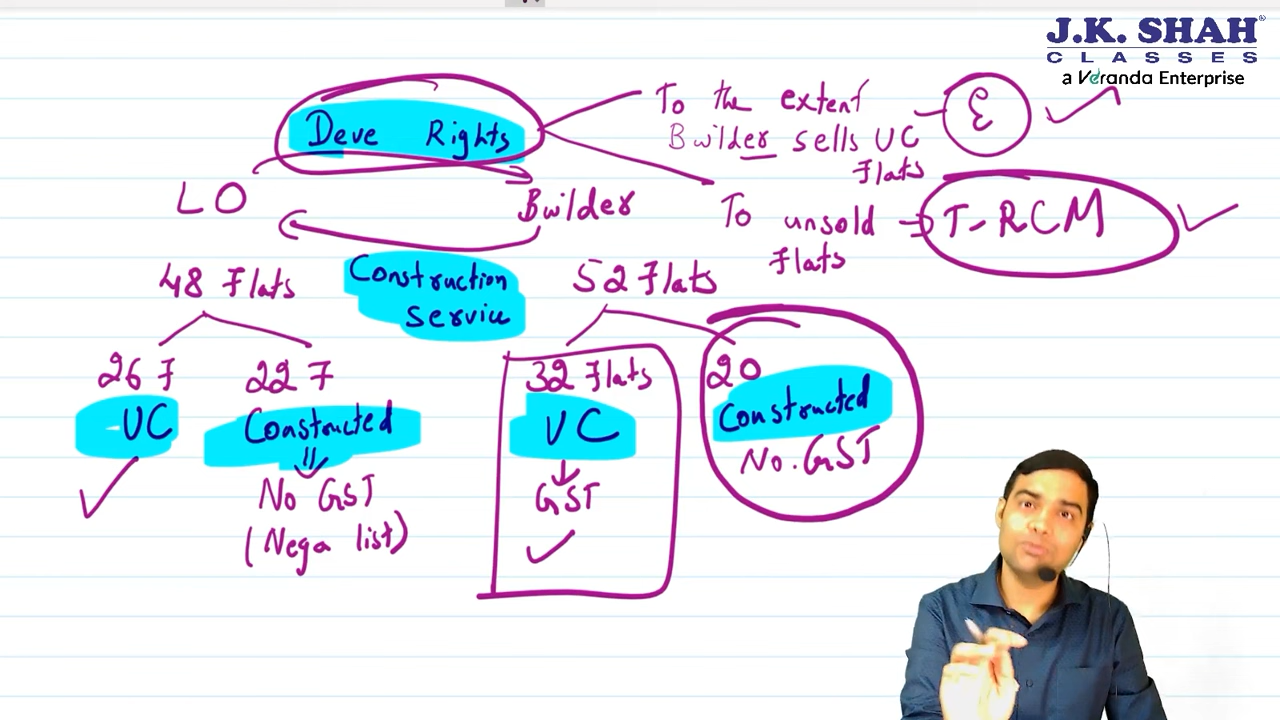 J.K. SHAH
CLASSES
a Veranda Enterprise
Deve Rights
To the extent
Builder sells UC
Flats
E
LO
Builder
To unsold
Flats
T-RCM
Construction
Service
48 Flats
52 Flats
26 F
22 F
32 Flats
20
UC
Constructed
UC
Constructed
No GST
(Nega list)
GST
No. GST